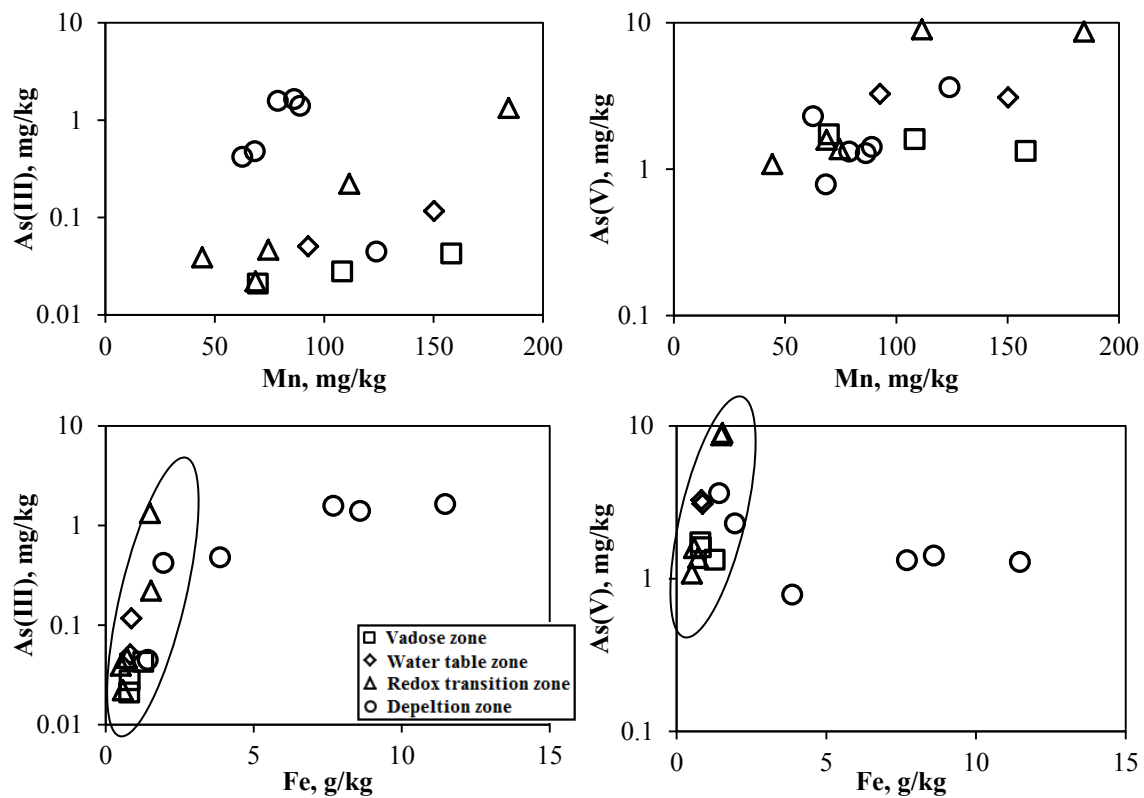 10
1
0.1
0.01
As(III), mg/kg
0
50
100
150
200
Mn, mg/kg
10
1
0.1
As(V), mg/kg
0
50
100
150
200
Mn, mg/kg
10
1
0.1
0.01
As(III), mg/kg
Vadose zone
Water table zone
Redox transition zone
Depeltion zone
0
5
10
15
Fe, g/kg
10
1
0.1
As(V), mg/kg
0
5
10
15
Fe, g/kg